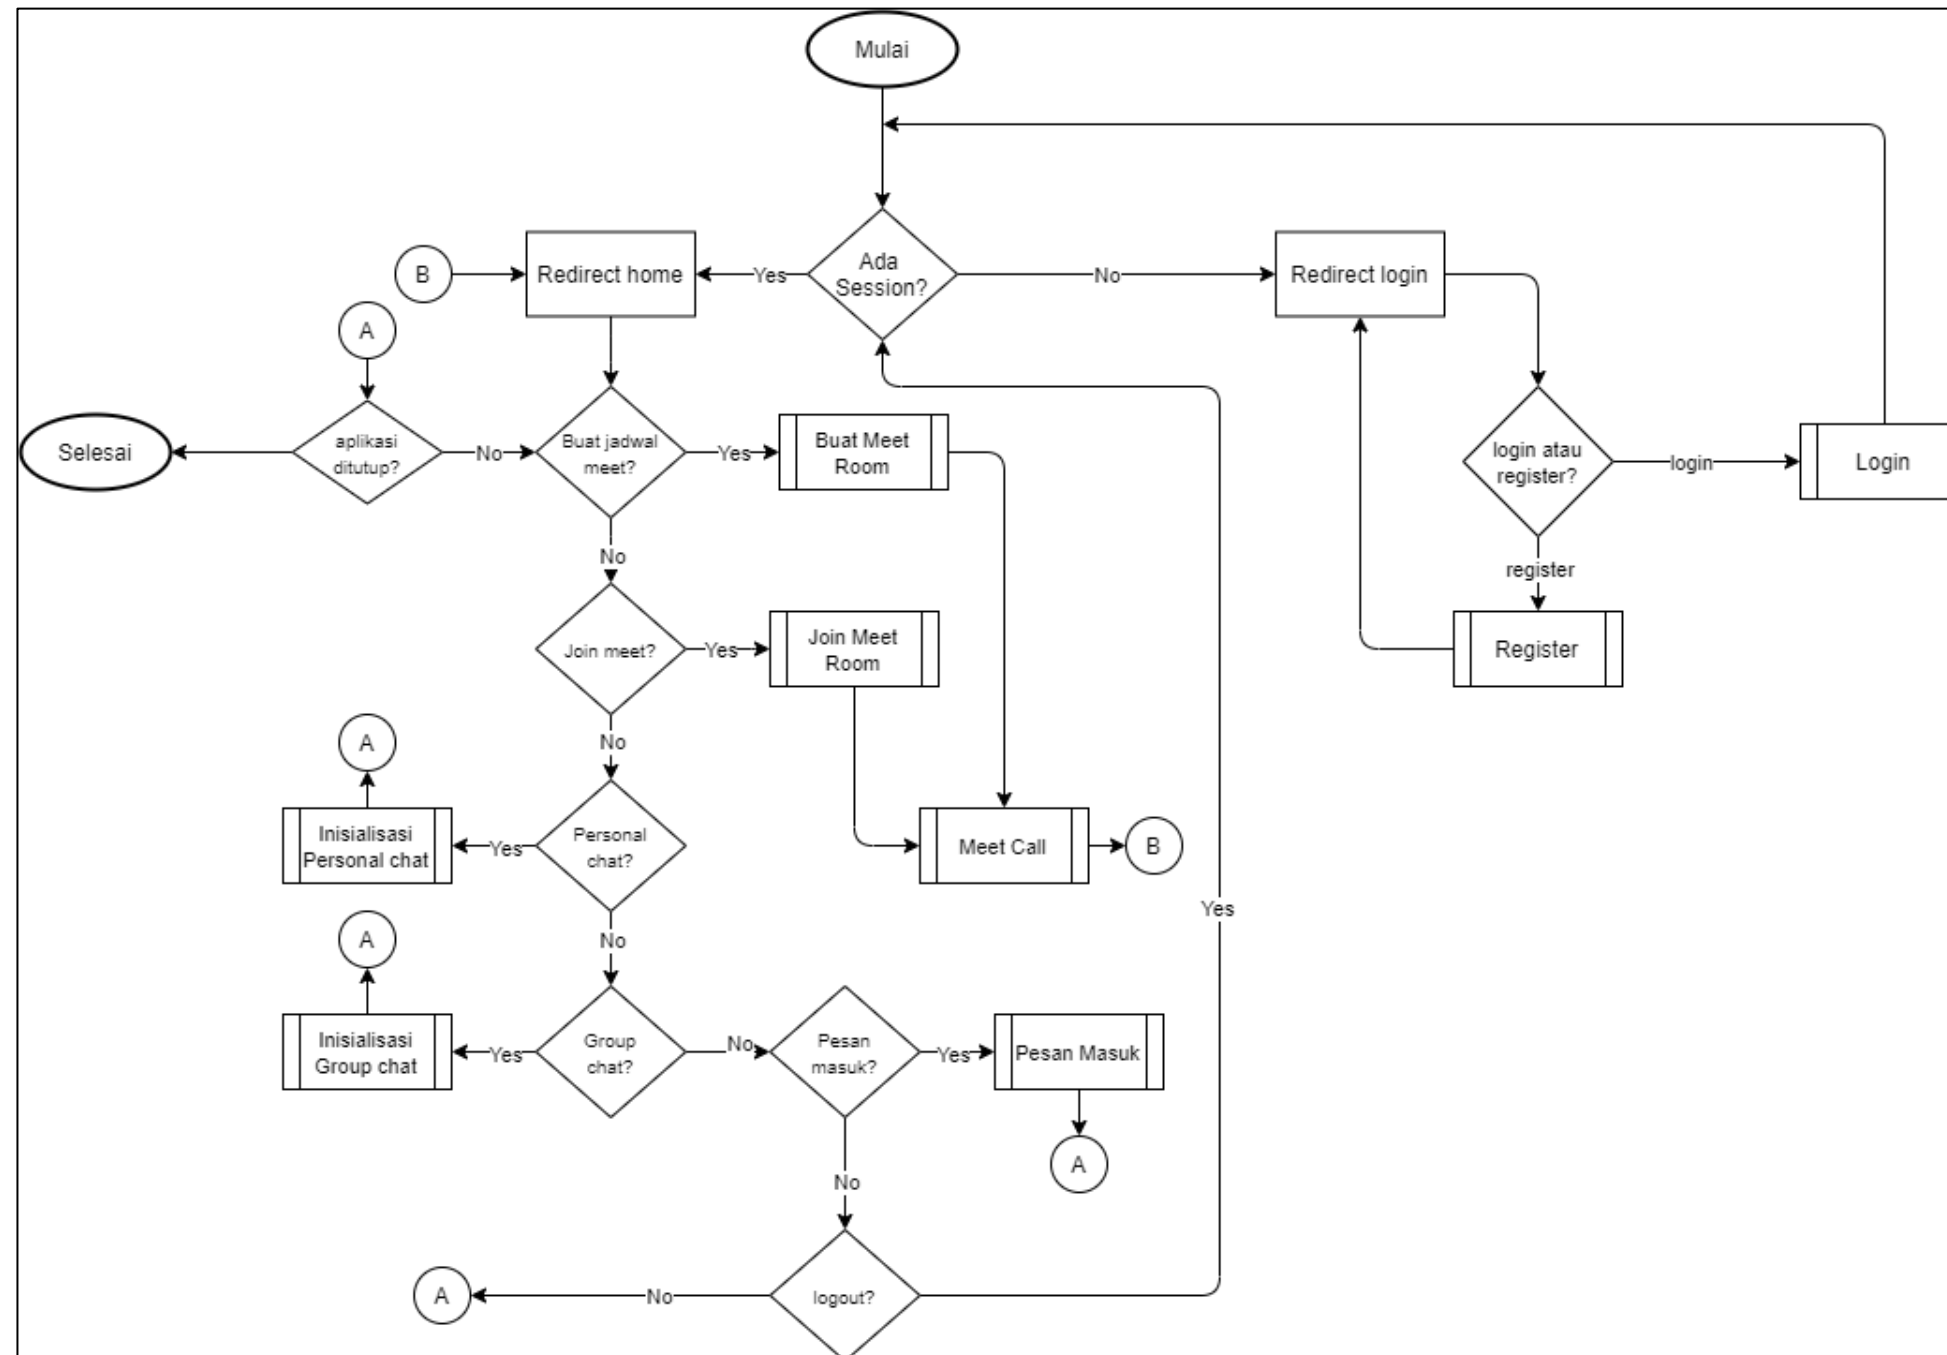 Mulai
B
Redirect home
Yes
Ada
Session?
No
Redirect login
A
Selesai
aplikasi
ditutup?
No
Buat jadwal
meet?
Yes
Buat Meet
Room
login atau
register?
login
Login
No
register
Join meet?
Yes
Join Meet
Room
Register
No
A
Inisialisasi
Personal chat
Yes
Personal
chat?
Meet Call
B
Yes
No
A
Inisialisasi
Group chat
Yes
Group
chat?
No
Pesan
masuk?
Yes
Pesan Masuk
A
No
A
No
logout?